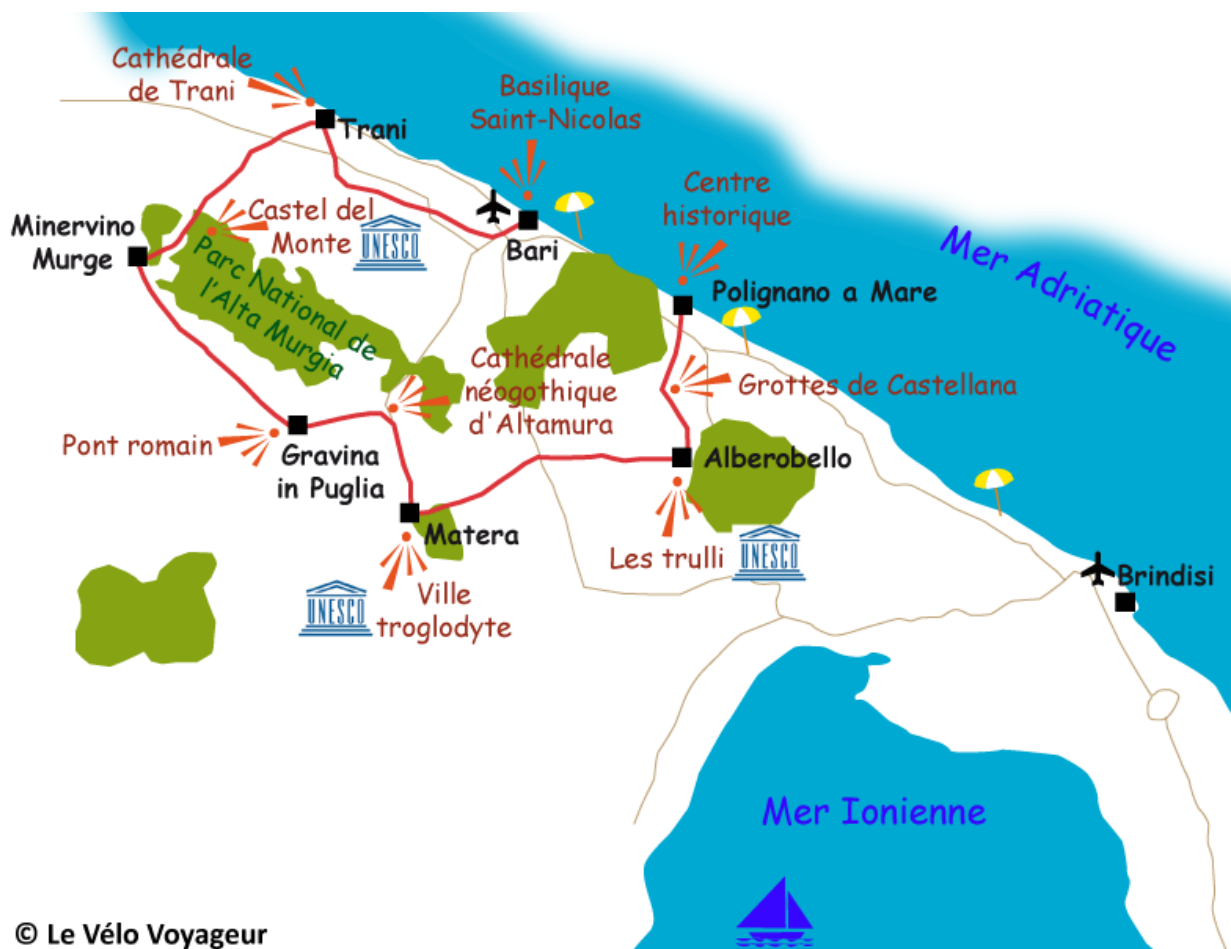 Cathédrale
de Trani
Trani
Basilique
Saint-Nicolas
Bari
Centre
historique
Polignano a Mare
Mer Adriatique
Minervino
Murge
Castel del
Monte
UNESCO
Parc National de
l'Alta Murgia
Cathédrale
néogothique
d'Altamura
Grottes de Castellana
Pont romain
Gravina
in Puglia
Alberobello
Matera
Les trulli
UNESCO
Brindisi
UNESCO
Ville
troglodyte
Mer Ionienne
© Le Vélo Voyageur